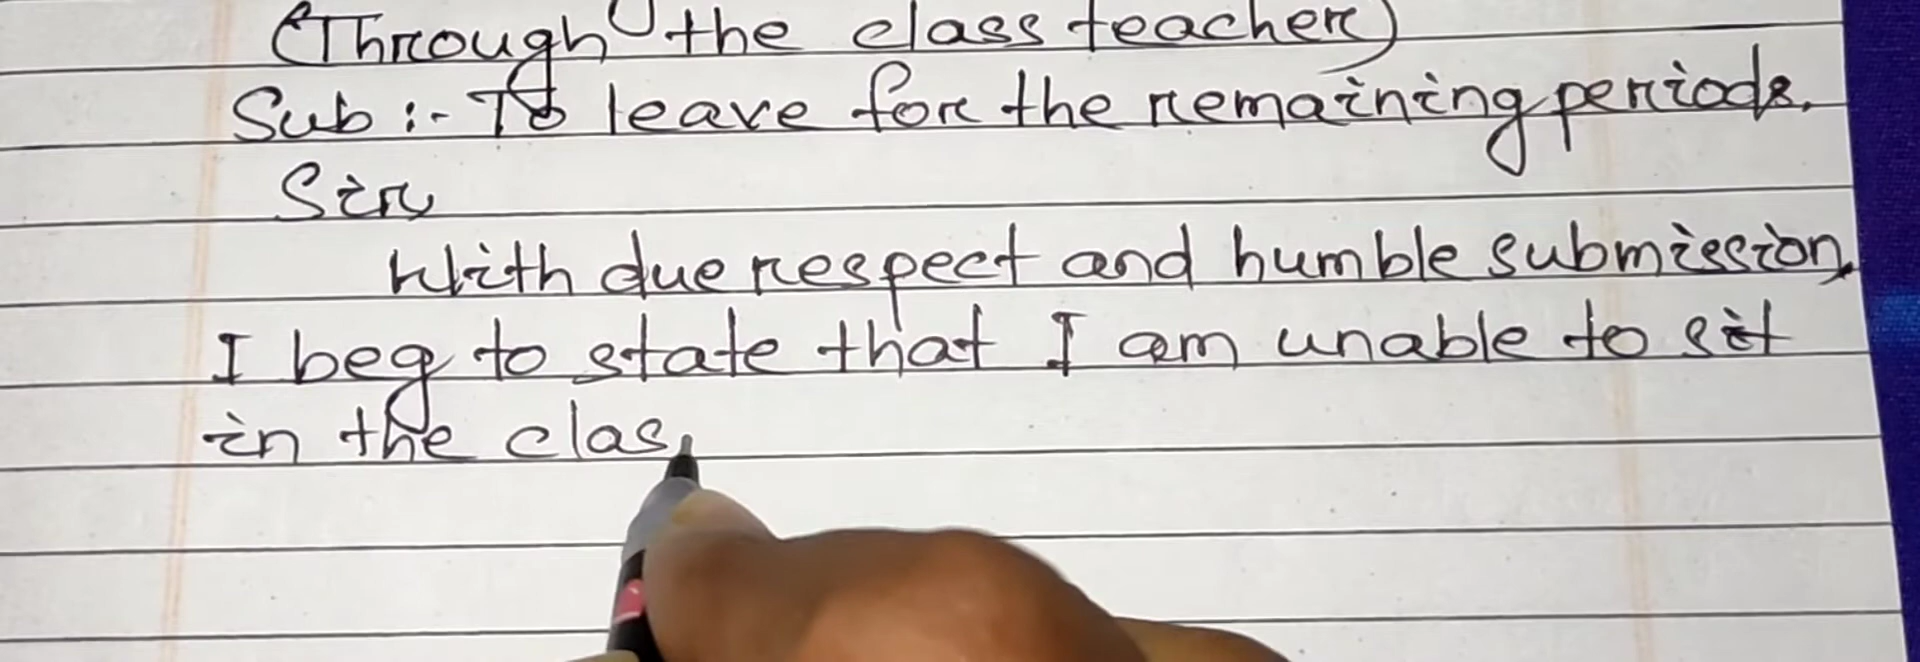 (Through the class teacher)
Sub :- To leave for the remaining periods.
Sir
With due respect and humble submission,
I beg to state that I am unable to sit
in the clas